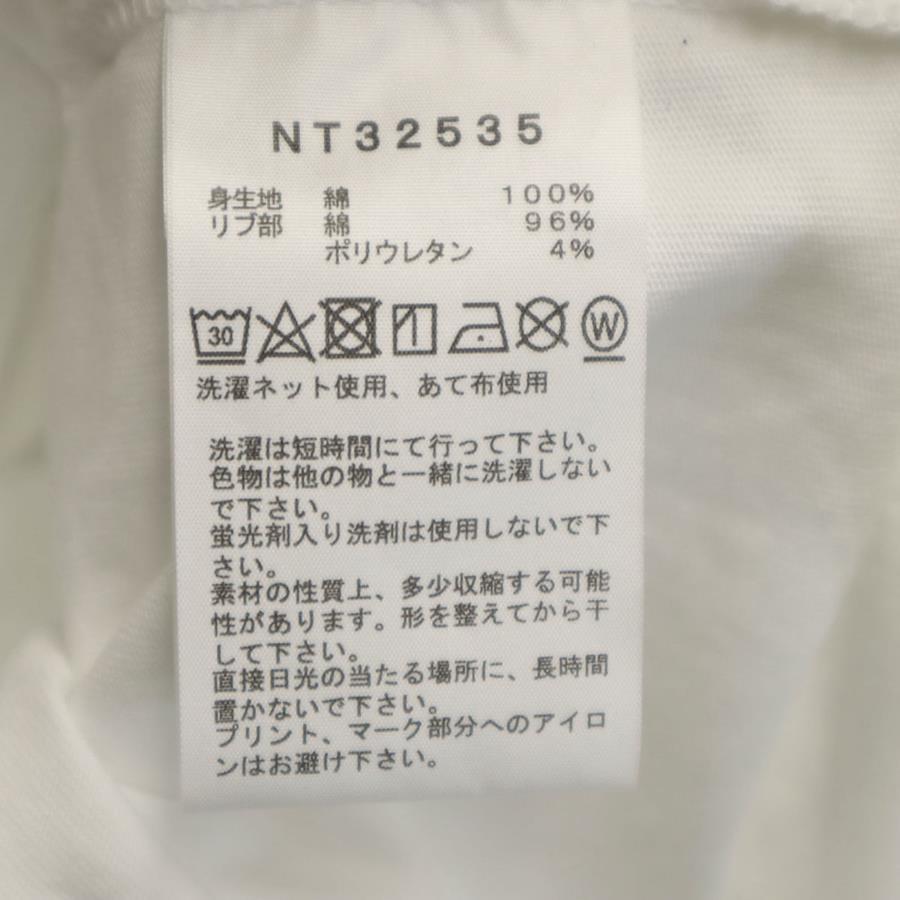 NT32535
身生地 綿 100%
リブ部 綿 96%
ポリウレタン 4%
30 W
洗濯ネット使用、あて布使用
洗濯は短時間にて行って下さい。
色物は他の物と一緒に洗濯しない
で下さい。
蛍光剤入り洗剤は使用しないで下
さい。
素材の性質上、多少収縮する可能
性があります。形を整えてから干
して下さい。
直接日光の当たる場所に、長時間
置かないで下さい。
プリント、マーク部分へのアイロ
ンはお避け下さい。